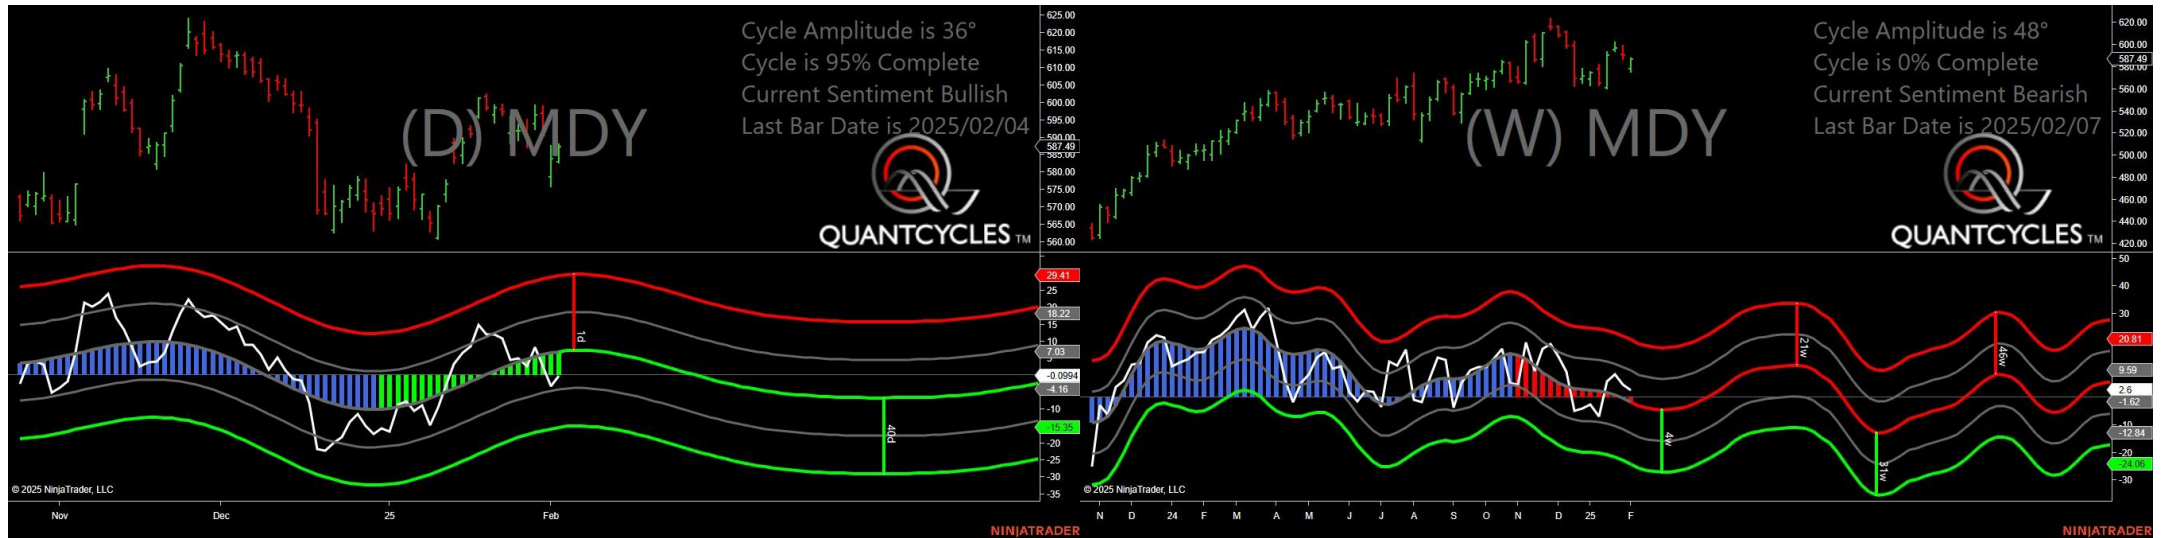 Cycle Amplitude is 36°
Cycle is 95% Complete
Current Sentiment Bullish
Last Bar Date is 2025/02/04
(D) MDY
QUANTCYCLES TM
625.00
620.00
615.00
610.00
605.00
600.00
595.00
590.00
587.49
585.00
580.00
575.00
570.00
565.00
560.00
29.41
25
20
18.22
15
10
7.03
5
-0.0994
-4.16
-10
-15.35
-20
-25
-30
-35
1d
40d
© 2025 NinjaTrader, LLC
Nov
Dec
25
Feb
NINJATRADER
Cycle Amplitude is 48°
Cycle is 0% Complete
Current Sentiment Bearish
Last Bar Date is 2025/02/07
(W) MDY
QUANTCYCLES TM
620.00
600.00
587.49
580.00
560.00
540.00
520.00
500.00
480.00
460.00
440.00
420.00
50
40
30
20.81
9.59
2.6
-1.62
-10
-12.84
-24.06
-30
4w
21w
31w
46w
© 2025 NinjaTrader, LLC
N
D
24
F
M
A
M
J
J
A
S
O
N
D
25
F
NINJATRADER